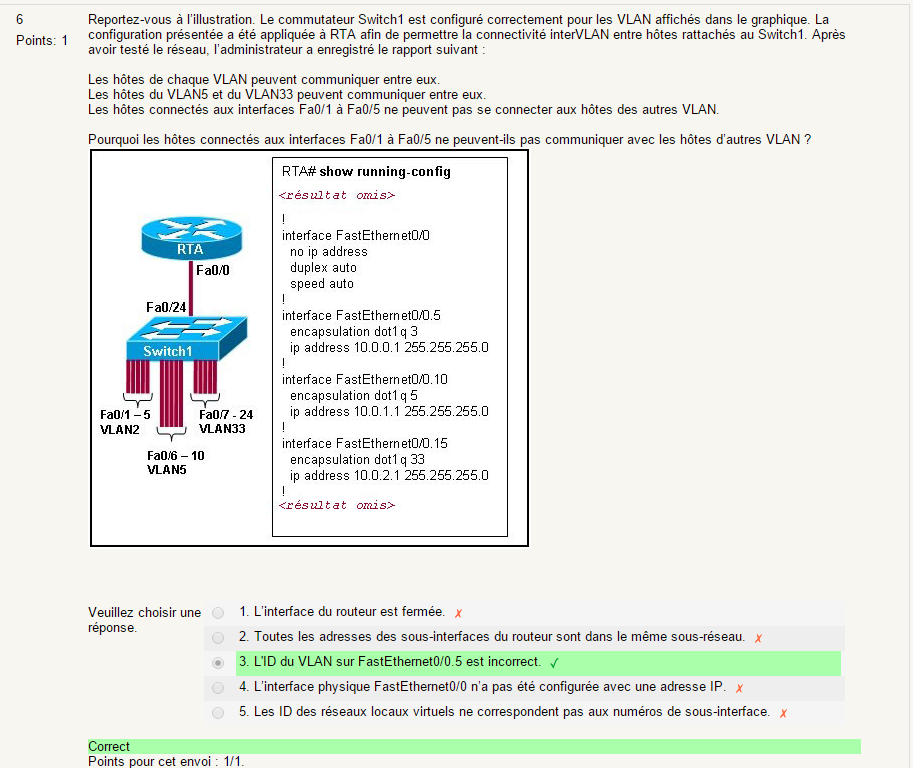 6
Points: 1
Reportez-vous à l'illustration. Le commutateur Switch1 est configuré correctement pour les VLAN affichés dans le graphique. La
configuration présentée a été appliquée à RTA afin de permettre la connectivité interVLAN entre hôtes rattachés au Switch1. Après
avoir testé le réseau, l'administrateur a enregistré le rapport suivant :
Les hôtes de chaque VLAN peuvent communiquer entre eux.
Les hôtes du VLAN5 et du VLAN33 peuvent communiquer entre eux.
Les hôtes connectés aux interfaces Fa0/1 à Fa0/5 ne peuvent pas se connecter aux hôtes des autres VLAN.
Pourquoi les hôtes connectés aux interfaces Fa0/1 à Fa0/5 ne peuvent-ils pas communiquer avec les hôtes d'autres VLAN ?
RTA
Fa0/0
Fa0/24
Switch1
Fa0/1 – 5
VLAN2
Fa0/7 - 24
VLAN33
Fa0/6 – 10
VLAN5
RTA# show running-config
<résultat omis>
!
interface FastEthernet0/0
no ip address
duplex auto
speed auto
!
interface FastEthernet0/0.5
encapsulation dot1q 3
ip address 10.0.0.1 255.255.255.0
!
interface FastEthernet0/0.10
encapsulation dot1q 5
ip address 10.0.1.1 255.255.255.0
!
interface FastEthernet0/0.15
encapsulation dot1q 33
ip address 10.0.2.1 255.255.255.0
!
<résultat omis>
Veuillez choisir une
réponse.
1. L'interface du routeur est fermée. ✗
2. Toutes les adresses des sous-interfaces du routeur sont dans le même sous-réseau. ✗
3. L'ID du VLAN sur FastEthernet0/0.5 est incorrect. ✓
4. L'interface physique FastEthernet0/0 n'a pas été configurée avec une adresse IP. ✗
5. Les ID des réseaux locaux virtuels ne correspondent pas aux numéros de sous-interface. ✗
Correct
Points pour cet envoi : 1/1.